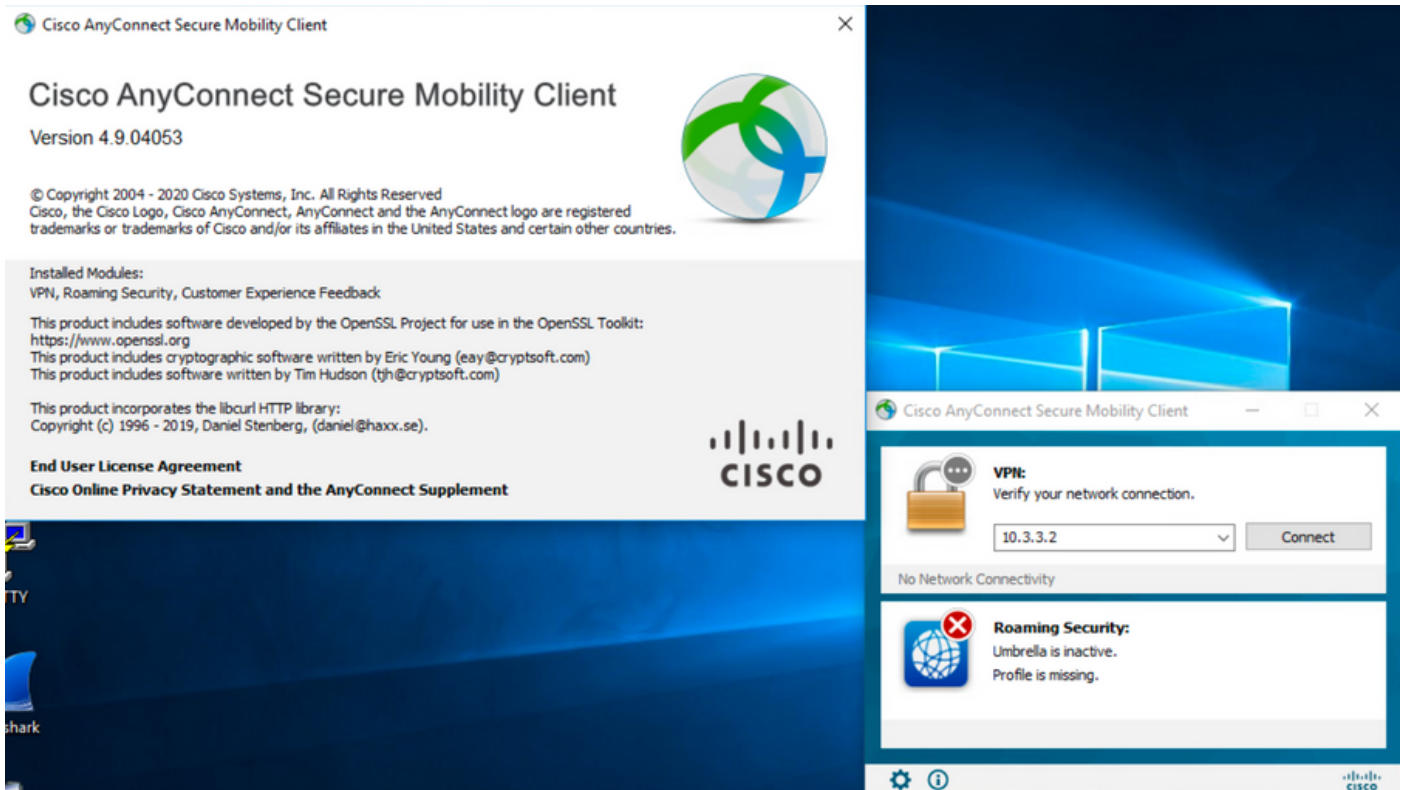 Cisco AnyConnect Secure Mobility Client
Cisco AnyConnect Secure Mobility Client
Version 4.9.04053
© Copyright 2004 - 2020 Cisco Systems, Inc. All Rights Reserved
Cisco, the Cisco Logo, Cisco AnyConnect, AnyConnect and the AnyConnect logo are registered
trademarks or trademarks of Cisco and/or its affiliates in the United States and certain other countries.
Installed Modules:
VPN, Roaming Security, Customer Experience Feedback
This product includes software developed by the OpenSSL Project for use in the OpenSSL Toolkit:
https://www.openssl.org
This product includes cryptographic software written by Eric Young (eay@cryptsoft.com)
This product includes software written by Tim Hudson (tjh@cryptsoft.com)
This product incorporates the libcurl HTTP library:
Copyright (c) 1996 - 2019, Daniel Stenberg, (daniel@haxx.se).
End User License Agreement
Cisco Online Privacy Statement and the AnyConnect Supplement
CISCO
TTY
shark
Cisco AnyConnect Secure Mobility Client
VPN:
Verify your network connection.
10.3.3.2
Connect
No Network Connectivity
Roaming Security:
Umbrella is inactive.
Profile is missing.
CISCO